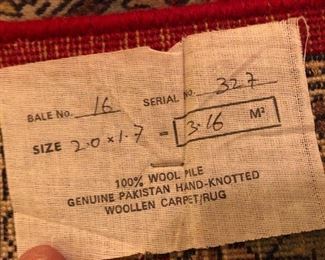 BALE No. 16 SERIAL No. 327
SIZE 2.0 x 1.7 = 3.16 M²
100% WOOL PILE
GENUINE PAKISTAN HAND-KNOTTED
WOOLLEN CARPET/RUG